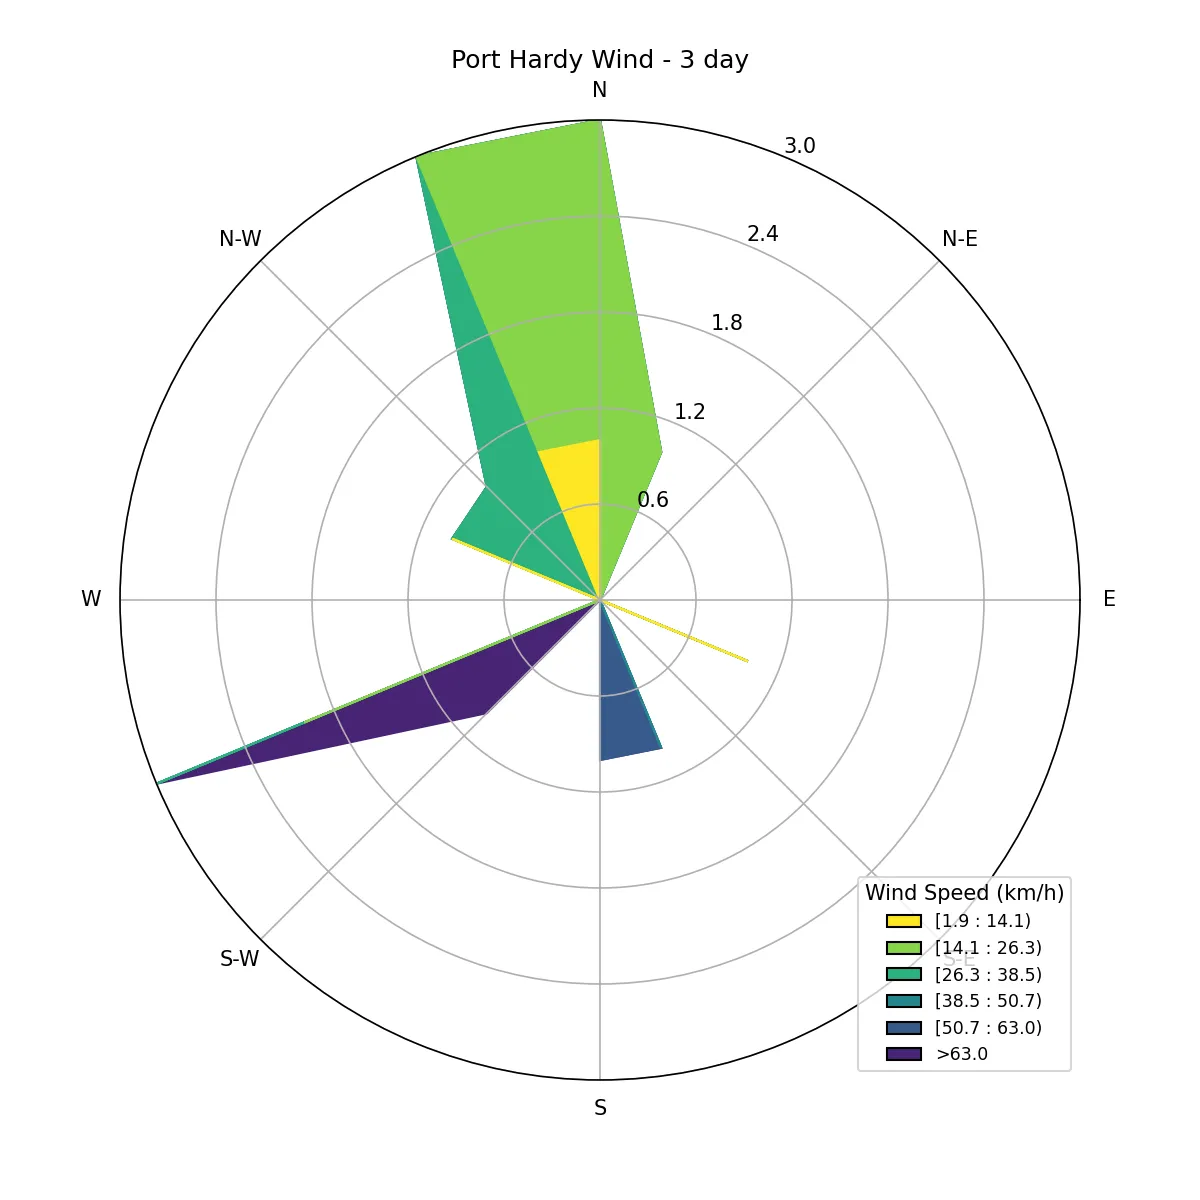 Port Hardy Wind - 3 day
N
3.0
N-W
N-E
2.4
1.8
1.2
0.6
W
E
S-W
S-E
S
Wind Speed (km/h)
[1.9 : 14.1)
[14.1 : 26.3)
[26.3 : 38.5)
[38.5 : 50.7)
[50.7 : 63.0)
>63.0